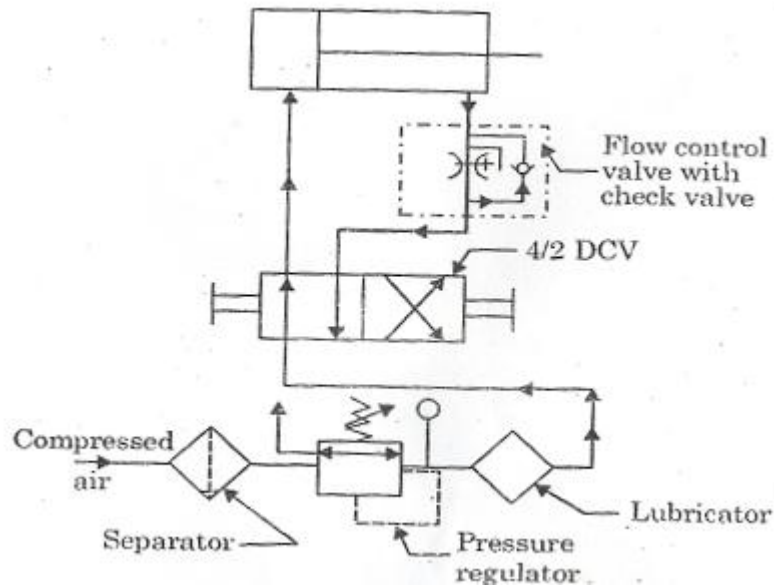 Flow control
valve with
check valve
4/2 DCV
Compressed
air
Separator
Pressure
regulator
Lubricator